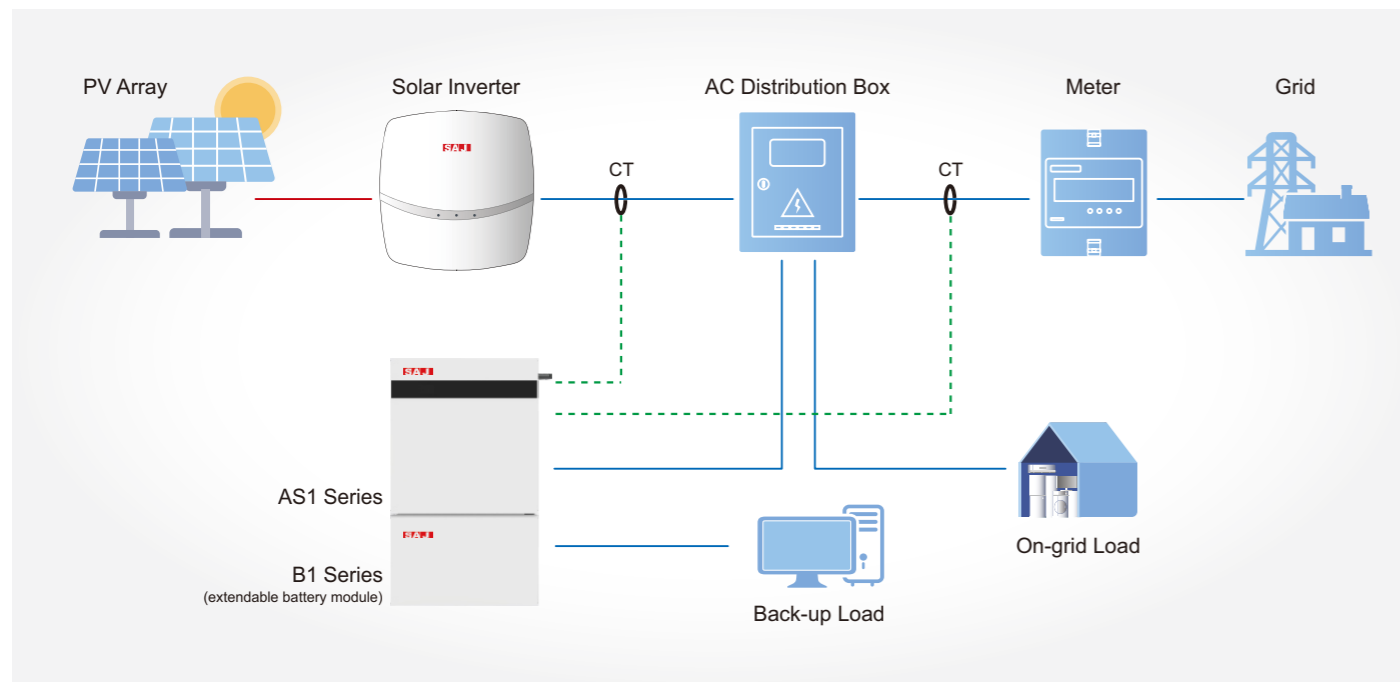 PV Array
Solar Inverter
AC Distribution Box
Meter
Grid
SAJ
CT
CT
SAJ
AS1 Series
SAJ
B1 Series
(extendable battery module)
On-grid Load
Back-up Load